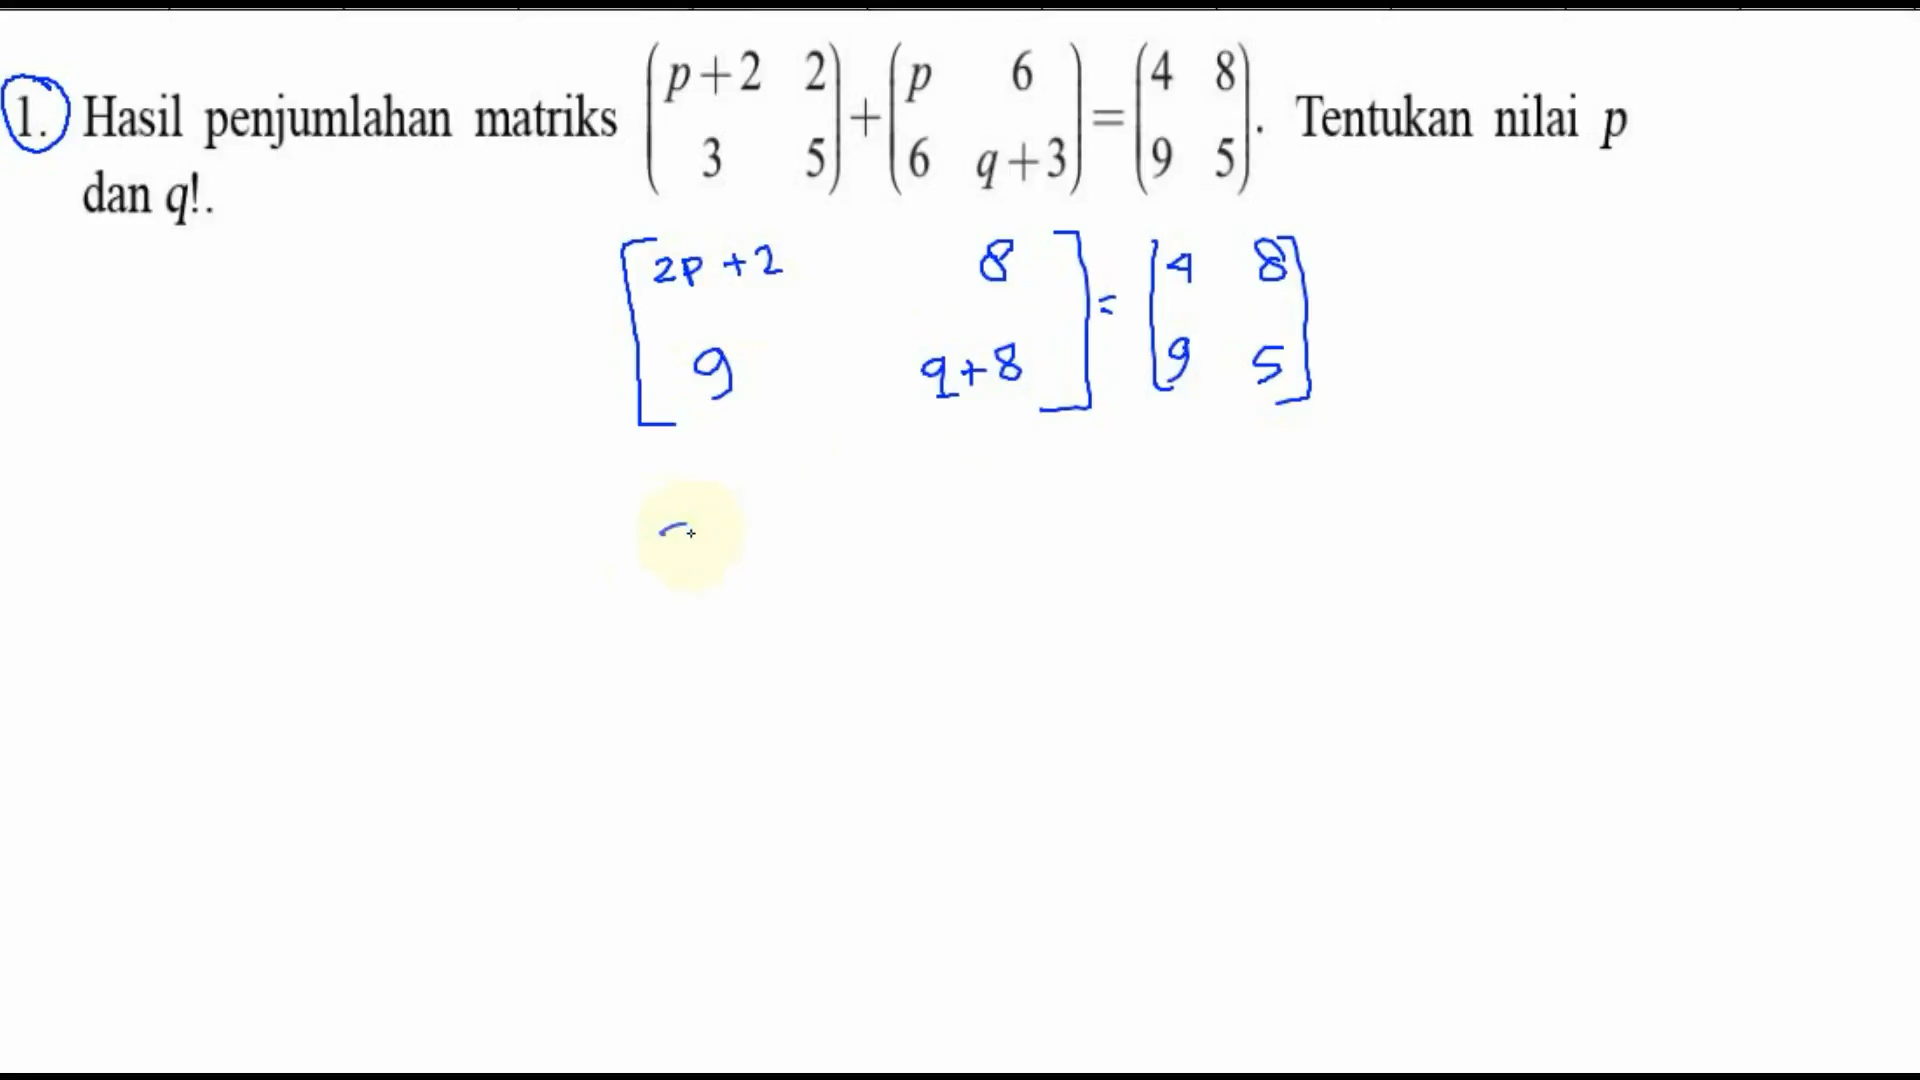 1. Hasil penjumlahan matriks (p+2 2 3 5) + (p 6 6 q+3) = (4 8 9 5). Tentukan nilai p
dan q!.
[2p+2 8
9 q+8] = [4 8
9 5]